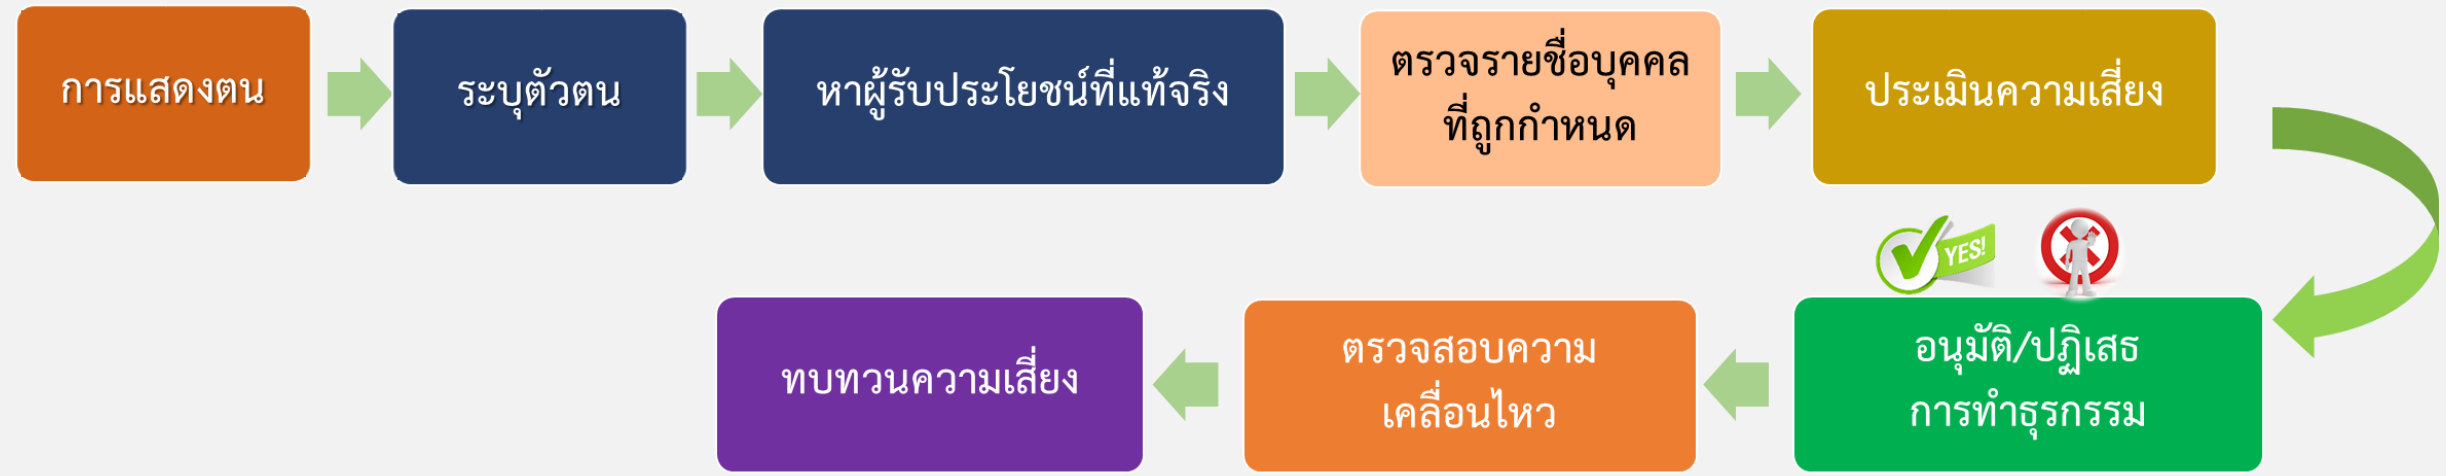 การแสดงตน
ระบุตัวตน
หาผู้รับประโยชน์ที่แท้จริง
ตรวจรายชื่อบุคคล
ที่ถูกกำหนด
ประเมินความเสี่ยง
YES!
อนุมัติ/ปฏิเสธ
การทำธุรกรรม
ตรวจสอบความ
เคลื่อนไหว
ทบทวนความเสี่ยง